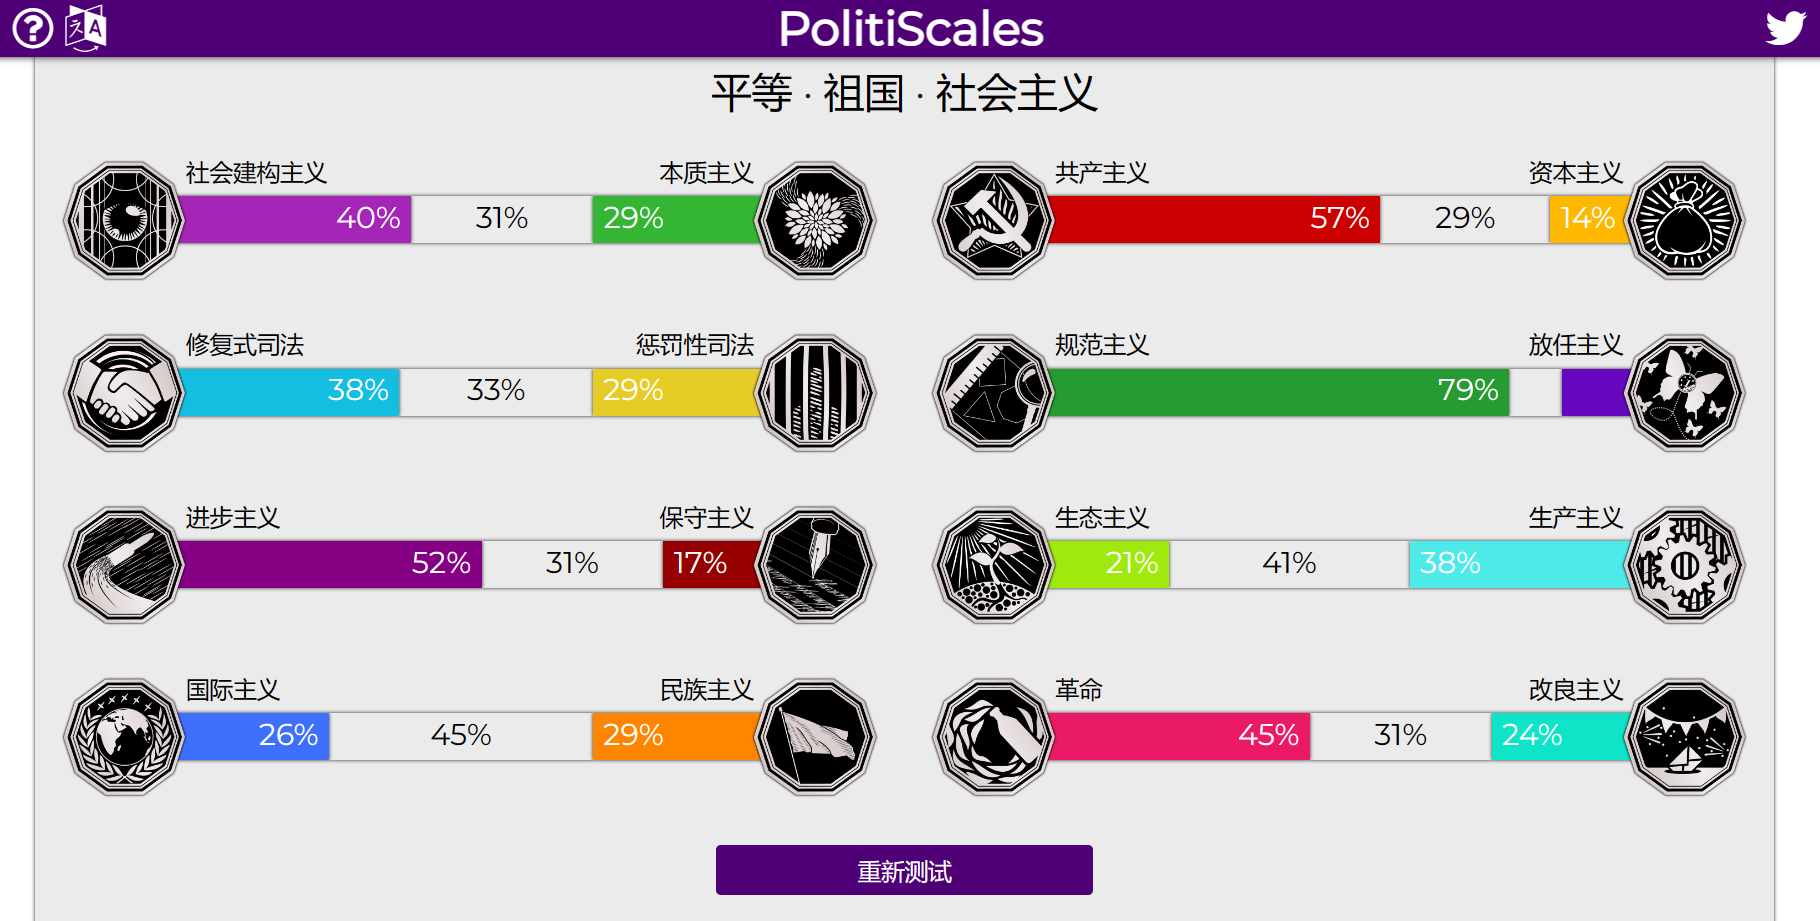 PolitiScales
平等 · 祖国 · 社会主义
社会建构主义 本质主义
40% 31% 29%
共产主义 资本主义
57% 29% 14%
修复式司法 惩罚性司法
38% 33% 29%
规范主义 放任主义
79%
进步主义 保守主义
52% 31% 17%
生态主义 生产主义
21% 41% 38%
国际主义 民族主义
26% 45% 29%
革命 改良主义
45% 31% 24%
重新测试